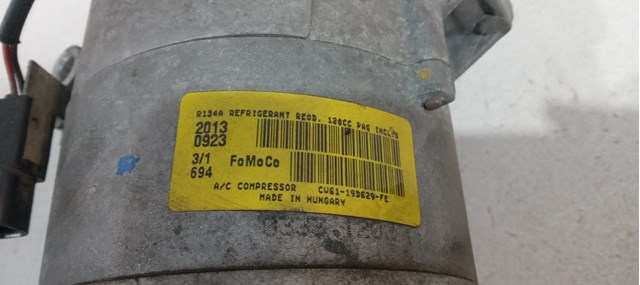 R134A REFRIGERANT REQD. 120CC PAG INCL
2013
0923
3/1 FoMoCo
694
A/C COMPRESSOR CV61-19D629-FE
MADE IN HUNGARY